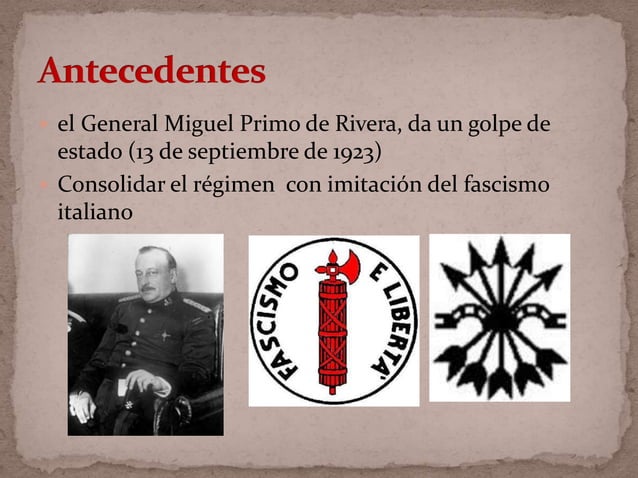 Antecedentes
el General Miguel Primo de Rivera, da un golpe de
estado (13 de septiembre de 1923)
Consolidar el régimen con imitación del fascismo
italiano
FASCISMO E LIBERTÀ